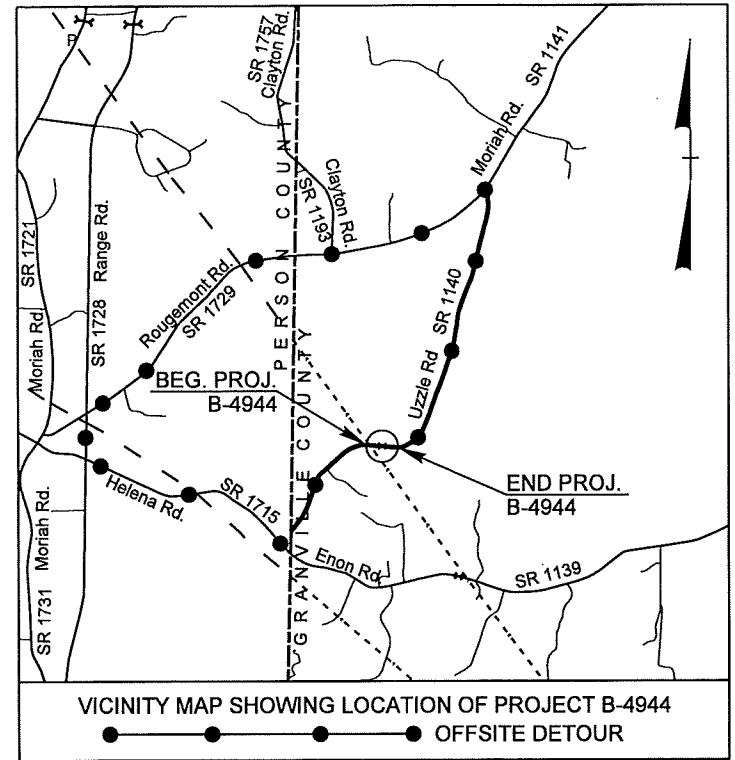 SR 1757
Clayton Rd.
SR 1141
Moriah Rd.
P
PERSON COUNTY
Clayton Rd.
SR 1193
SR 1721
Moriah Rd.
SR 1728 Range Rd.
Rougemont Rd.
SR 1729
SR 1140
Uzzle Rd
BEG. PROJ.
B-4944
GRANVILLE COUNTY
END PROJ.
B-4944
Helena Rd.
SR 1715
Enon Rd.
SR 1139
SR 1731 Moriah Rd.
VICINITY MAP SHOWING LOCATION OF PROJECT B-4944
OFFSITE DETOUR